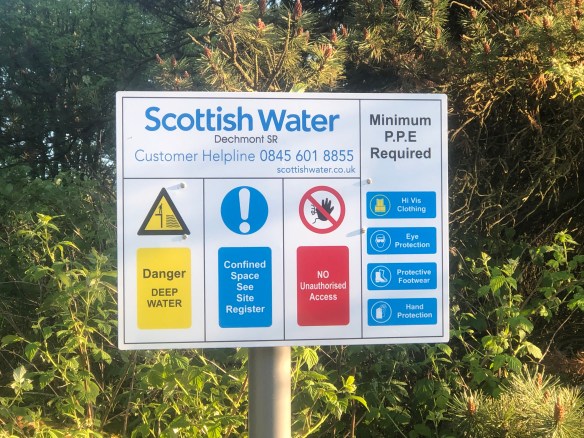 Scottish Water
Dechmont SR
Customer Helpline 0845 601 8855
scottishwater.co.uk
Minimum
P.P.E
Required
Danger
DEEP
WATER
Confined
Space
See
Site
Register
NO
Unauthorised
Access
Hi Vis
Clothing
Eye
Protection
Protective
Footwear
Hand
Protection